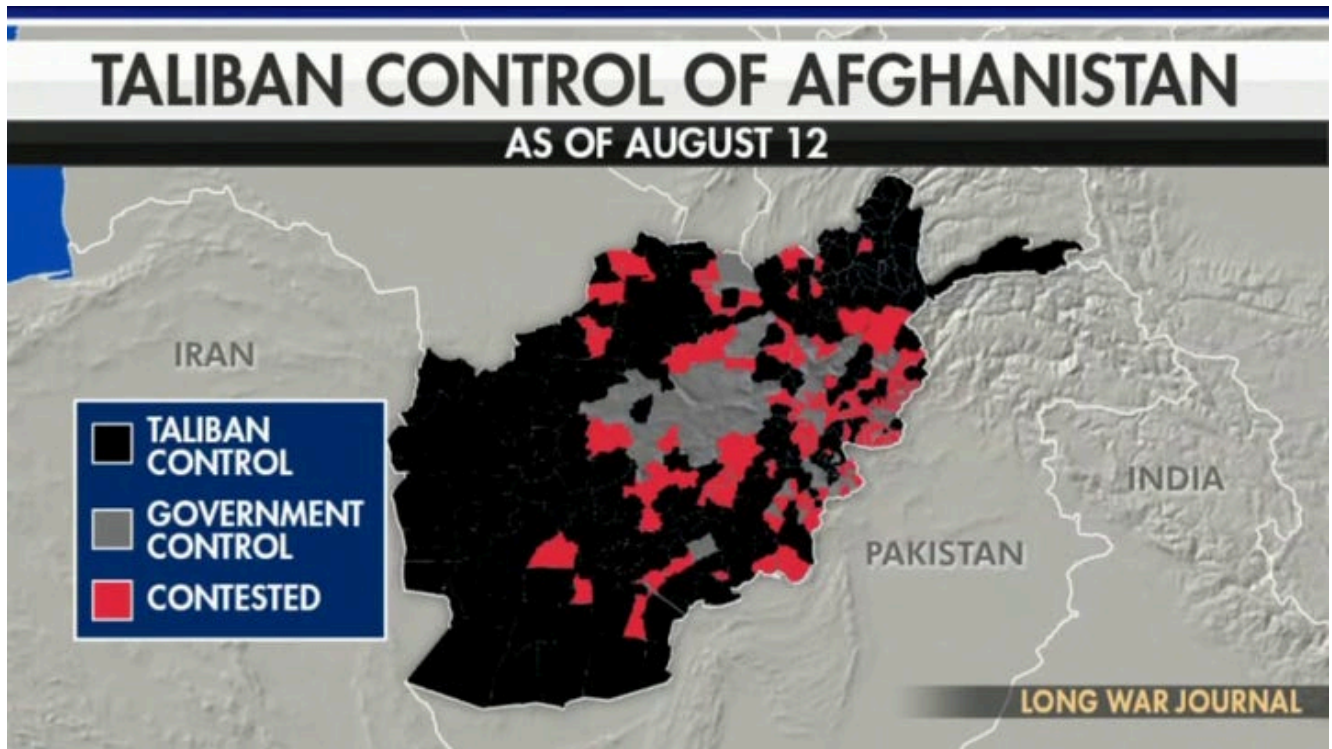 TALIBAN CONTROL OF AFGHANISTAN
AS OF AUGUST 12
IRAN
TALIBAN
CONTROL
GOVERNMENT
CONTROL
CONTESTED
INDIA
PAKISTAN
LONG WAR JOURNAL